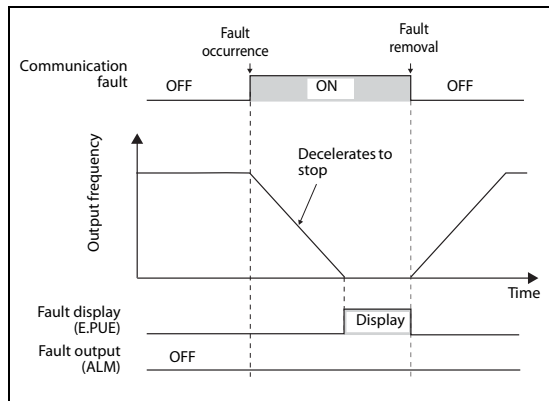 Fault
occurrence
Fault
removal
Communication
fault
OFF
ON
OFF
Output frequency
Decelerates to
stop
Time
Fault display
(E.PUE)
Display
Fault output
(ALM)
OFF